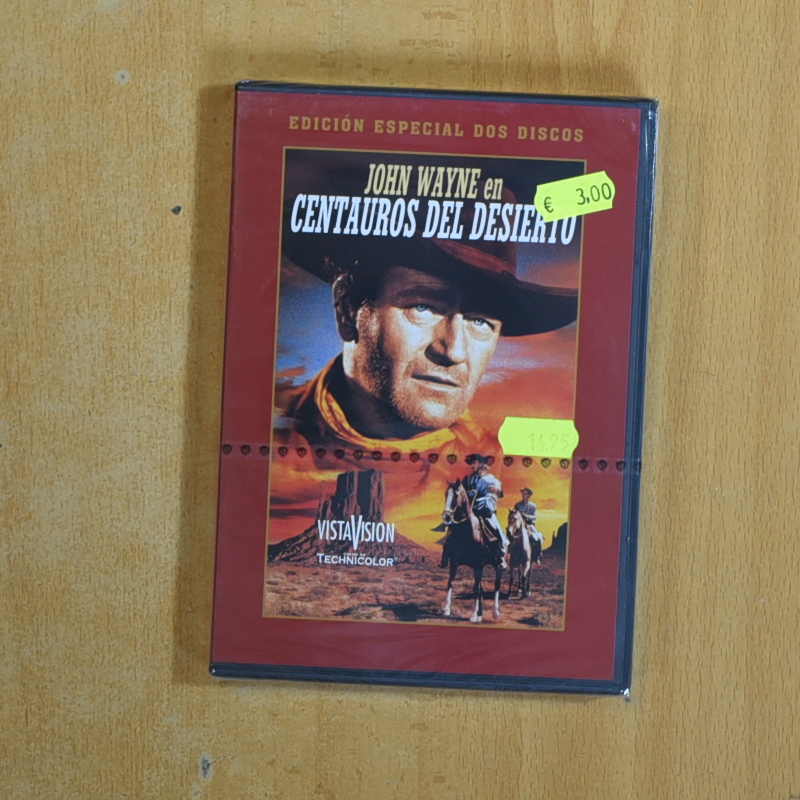 EDICIÓN ESPECIAL DOS DISCOS
JOHN WAYNE en
CENTAUROS DEL DESIERTO
€ 3,00
14.95
VISTAVISION
TECHNICOLOR®